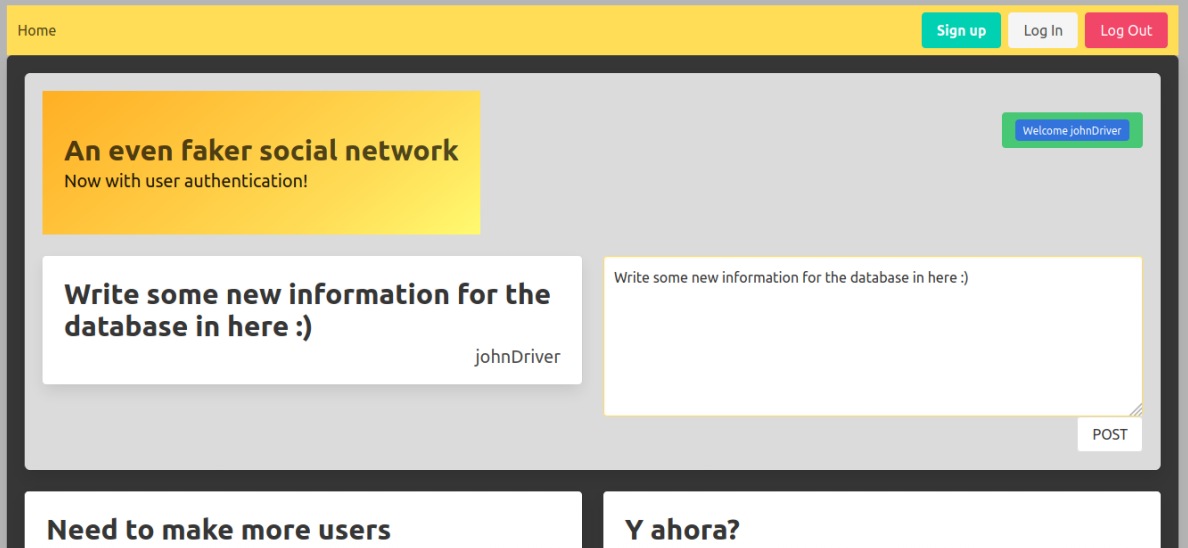 Home
Sign up
Log In
Log Out
An even faker social network
Now with user authentication!
Welcome johnDriver
Write some new information for the
database in here :)
johnDriver
Write some new information for the database in here :)
POST
Need to make more users
Y ahora?